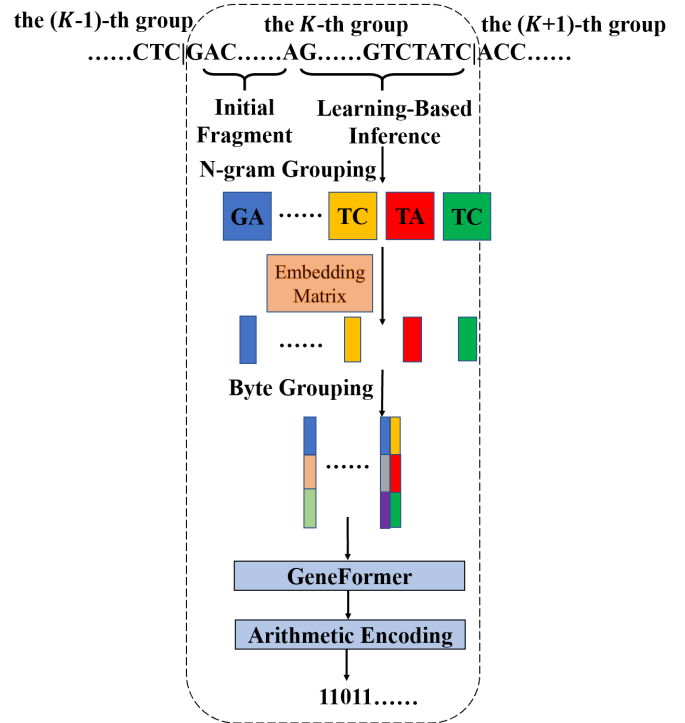 the (K-1)-th group the K-th group the (K+1)-th group
……CTC|GAC……AG……GTCTATC|ACC……
Initial Fragment
Learning-Based Inference
N-gram Grouping
GA …… TC TA TC
Embedding
Matrix
……
Byte Grouping
……
GeneFormer
Arithmetic Encoding
11011……